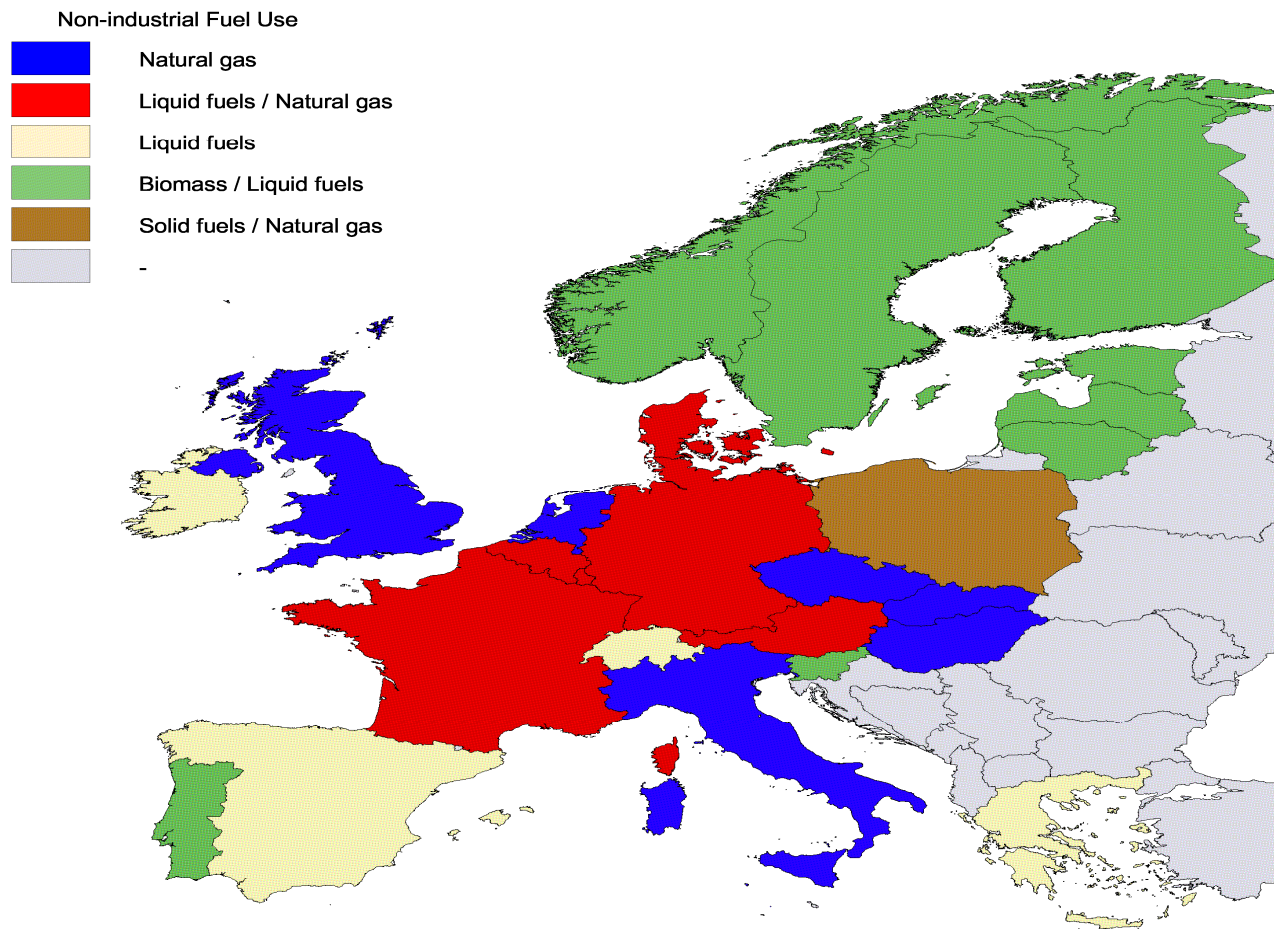 Non-industrial Fuel Use
Natural gas
Liquid fuels / Natural gas
Liquid fuels
Biomass / Liquid fuels
Solid fuels / Natural gas
-